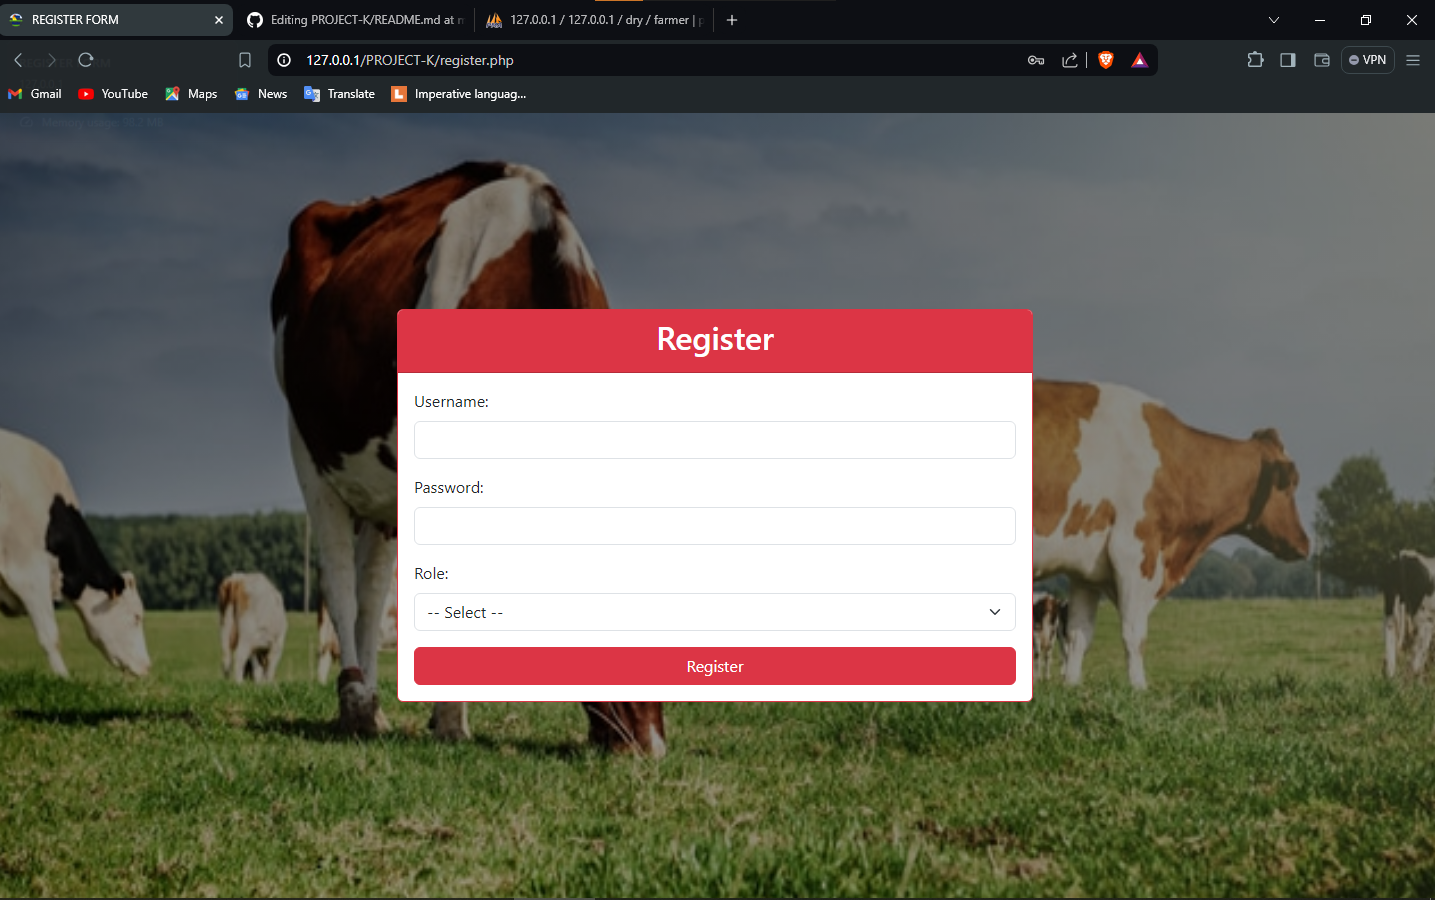 REGISTER FORM
Editing PROJECT-K/README.md at m
127.0.0.1 / 127.0.0.1 / dry / farmer | p
127.0.0.1/PROJECT-K/register.php
VPN
Gmail
YouTube
Maps
News
Translate
Imperative languag...
Memory usage:
Register
Username:
Password:
Role:
-- Select --
Register